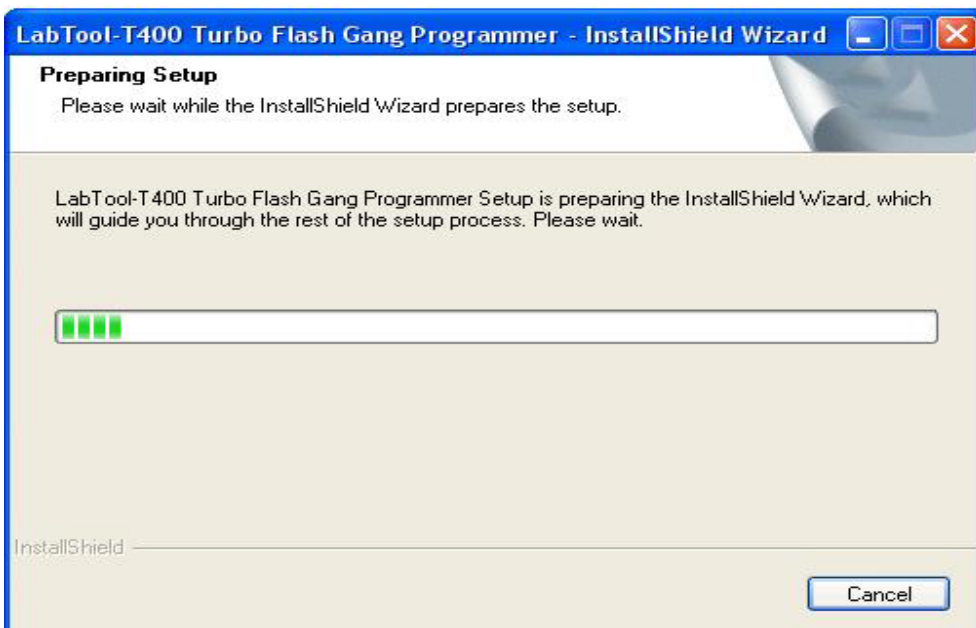 LabTool-T400 Turbo Flash Gang Programmer - InstallShield Wizard
Preparing Setup
Please wait while the InstallShield Wizard prepares the setup.
LabTool-T400 Turbo Flash Gang Programmer Setup is preparing the InstallShield Wizard, which
will guide you through the rest of the setup process. Please wait.
InstallShield
Cancel